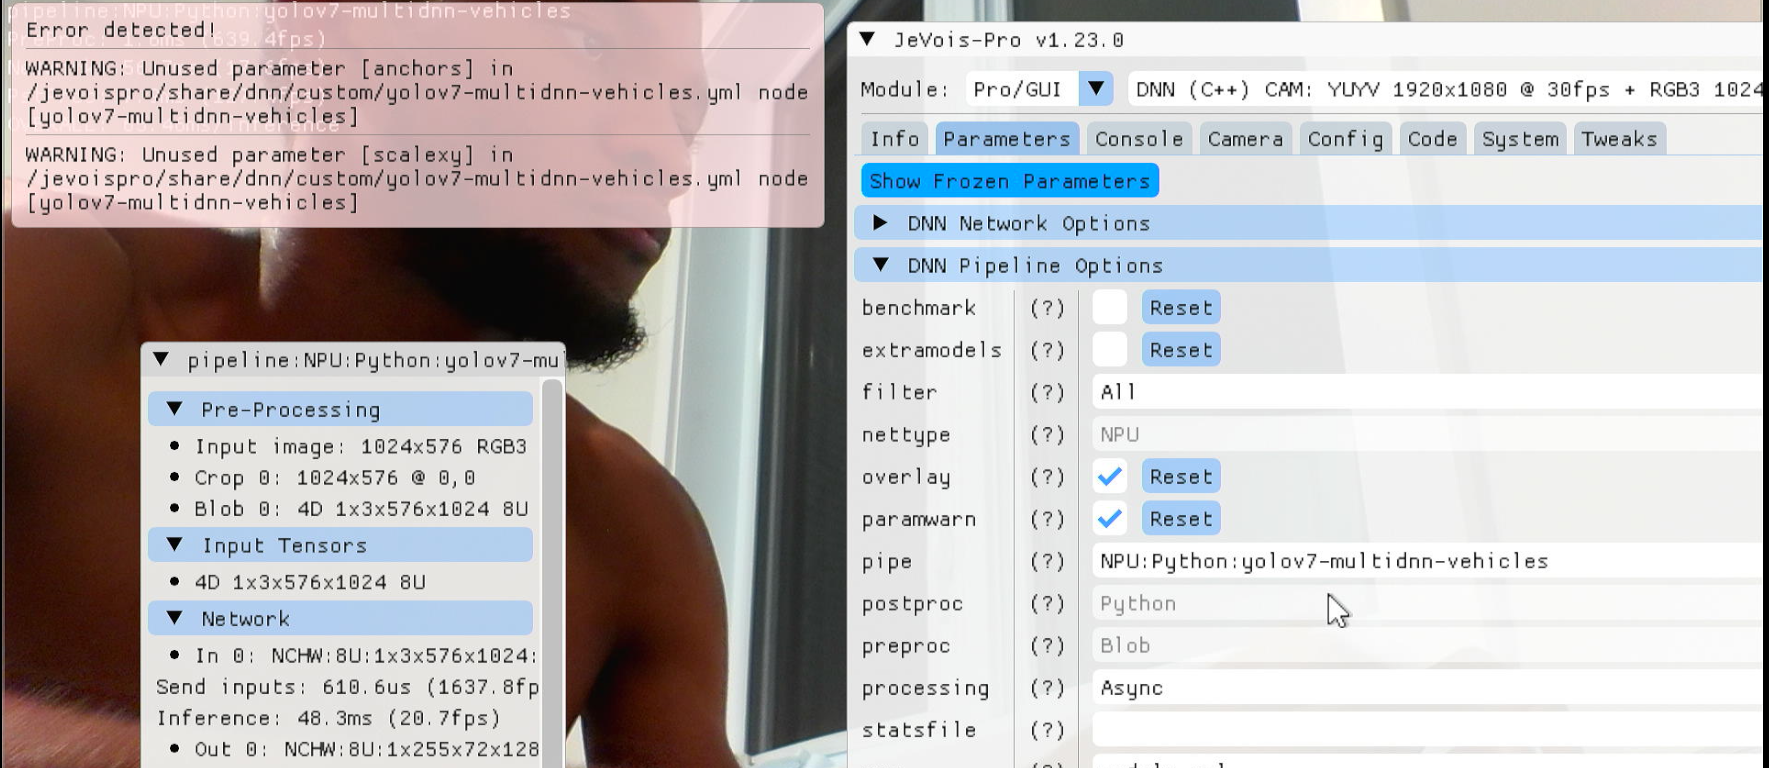 pipeline:NPU:Python:yolov7-multidnn-vehicles
Error detected!
WARNING: Unused parameter [anchors] in
/jevoispro/share/dnn/custom/yolov7-multidnn-vehicles.yml node
[yolov7-multidnn-vehicles]
WARNING: Unused parameter [scalexy] in
/jevoispro/share/dnn/custom/yolov7-multidnn-vehicles.yml node
[yolov7-multidnn-vehicles]
▼ pipeline:NPU:Python:yolov7-mu
▼ Pre-Processing
• Input image: 1024x576 RGB3
• Crop 0: 1024x576 @ 0,0
• Blob 0: 4D 1x3x576x1024 8U
▼ Input Tensors
• 4D 1x3x576x1024 8U
▼ Network
• In 0: NCHW:8U:1x3x576x1024:
Send inputs: 610.6us (1637.8fp
Inference: 48.3ms (20.7fps)
• Out 0: NCHW:8U:1x255x72x128
▼ JeVois-Pro v1.23.0
Module: Pro/GUI ▼ DNN (C++) CAM: YUYV 1920x1080 @ 30fps + RGB3 1024
Info Parameters Console Camera Config Code System Tweaks
Show Frozen Parameters
▶ DNN Network Options
▼ DNN Pipeline Options
benchmark (?) Reset
extramodels (?) Reset
filter (?) All
nettype (?) NPU
overlay (?) Reset
paramwarn (?) Reset
pipe (?) NPU:Python:yolov7-multidnn-vehicles
postproc (?) Python
preproc (?) Blob
processing (?) Async
statsfile (?)